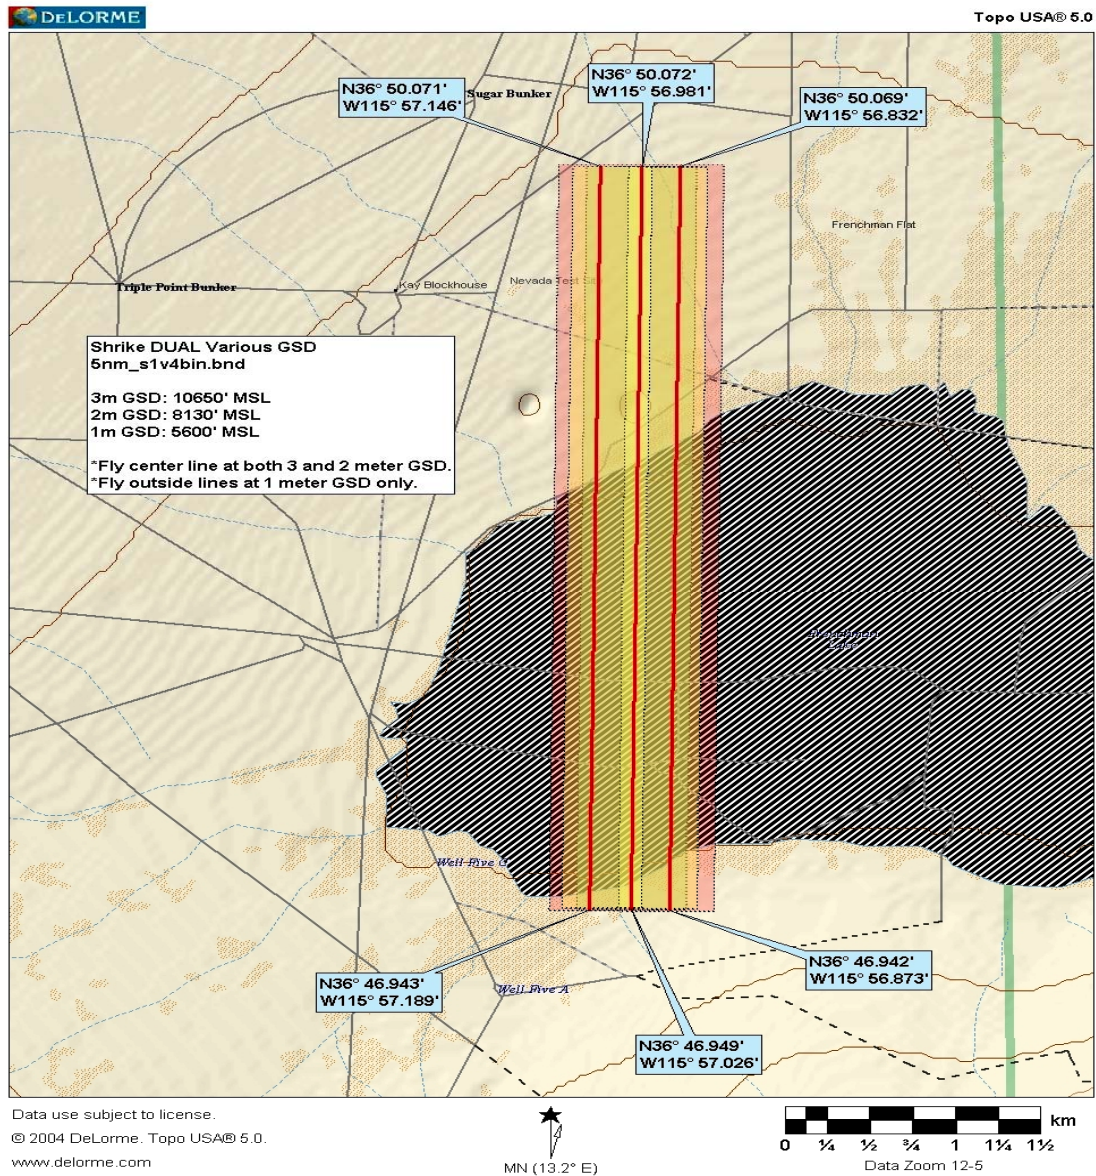 DELORME
Topo USA® 5.0
N36° 50.071'
W115° 57.146'
Sugar Bunker
N36° 50.072'
W115° 56.981'
N36° 50.069'
W115° 56.832'
Frenchman Flat
Triple Point Bunker
Kay Blockhouse
Nevada Test Site
Shrike DUAL Various GSD
5nm_s1v4bin.bnd
3m GSD: 10650' MSL
2m GSD: 8130' MSL
1m GSD: 5600' MSL
*Fly center line at both 3 and 2 meter GSD.
*Fly outside lines at 1 meter GSD only.
Well Five C
Well Five A
N36° 46.943'
W115° 57.189'
N36° 46.942'
W115° 56.873'
N36° 46.949'
W115° 57.026'
Data use subject to license.
© 2004 DeLorme. Topo USA® 5.0.
www.delorme.com
MN (13.2° E)
km
0 ¼ ½ ¾ 1 1¼ 1½
Data Zoom 12-5